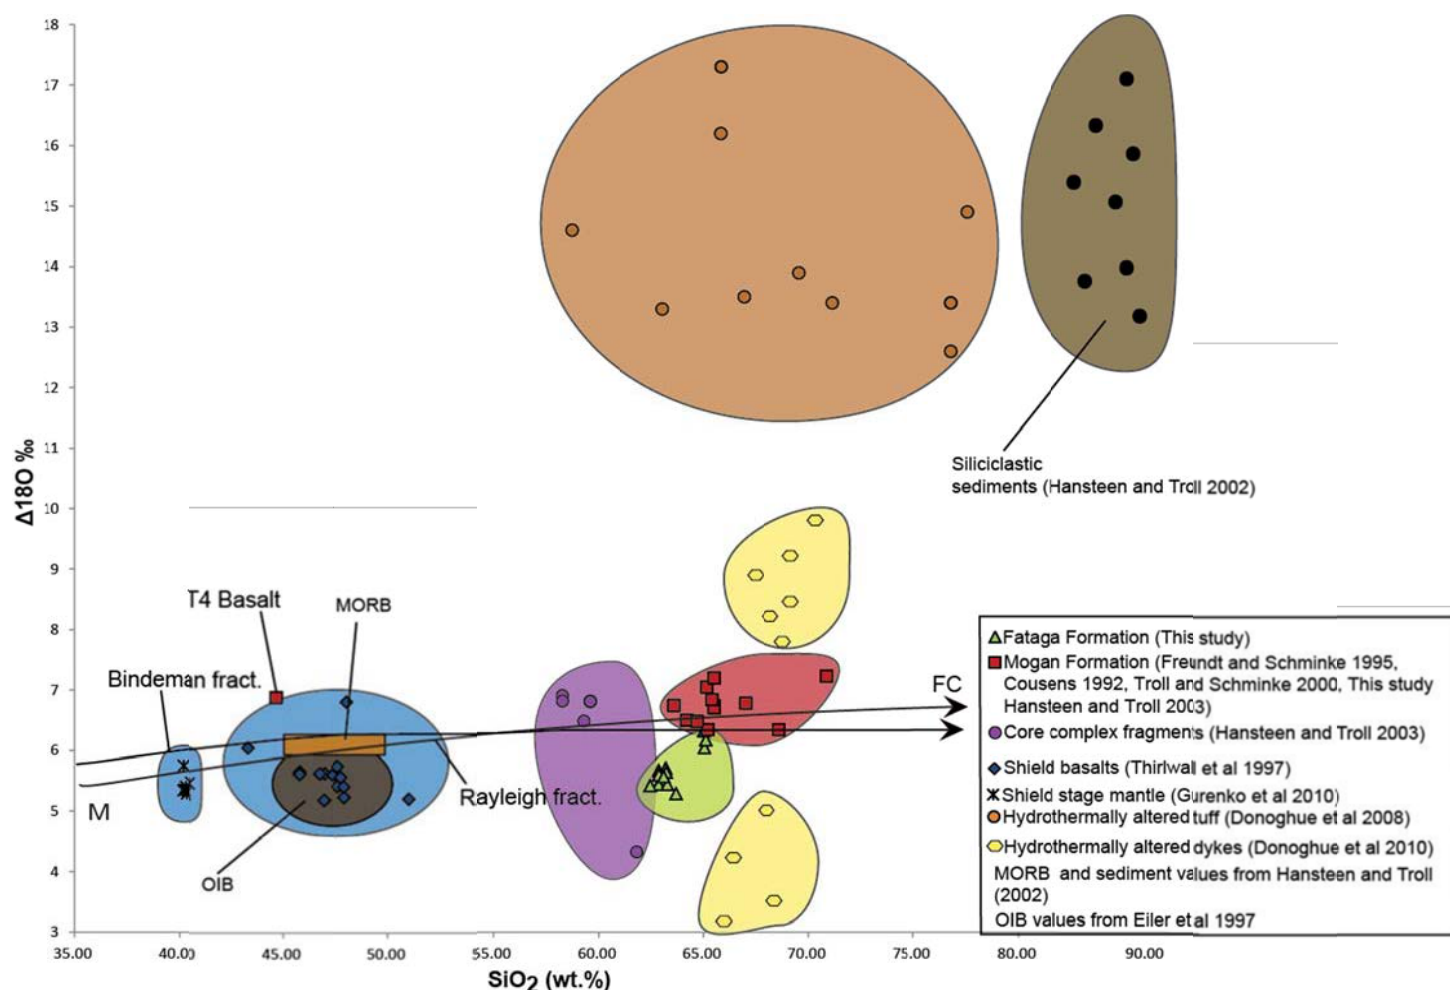 18
17
16
15
14
13
12
11
10
9
8
7
6
5
4
3
Δ18O ‰
35.00 40.00 45.00 50.00 55.00 60.00 65.00 70.00 75.00 80.00 90.00
SiO2 (wt.%)
Siliciclastic
sediments (Hansteen and Troll 2002)
T4 Basalt
MORB
Bindeman fract.
FC
M
Rayleigh fract.
OIB
Fataga Formation (This study)
Mogan Formation (Freundt and Schminke 1995,
Cousens 1992, Troll and Schminke 2000, This study
Hansteen and Troll 2003)
Core complex fragments (Hansteen and Troll 2003)
Shield basalts (Thirlwall et al 1997)
Shield stage mantle (Gurenko et al 2010)
Hydrothermally altered tuff (Donoghue et al 2008)
Hydrothermally altered dykes (Donoghue et al 2010)
MORB and sediment values from Hansteen and Troll
(2002)
OIB values from Eiler et al 1997